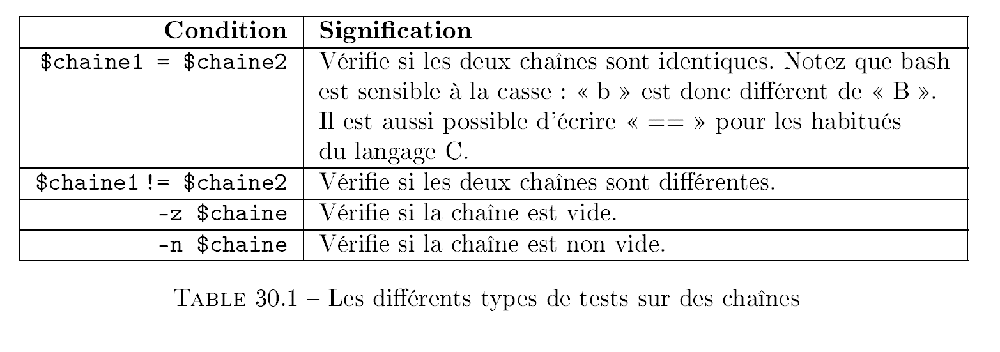 Condition Signification
$chaine1 = $chaine2 Vérifie si les deux chaînes sont identiques. Notez que bash
est sensible à la casse : « b » est donc différent de « B ».
Il est aussi possible d'écrire « == » pour les habitués
du langage C.
$chaine1 != $chaine2 Vérifie si les deux chaînes sont différentes.
-z $chaine Vérifie si la chaîne est vide.
-n $chaine Vérifie si la chaîne est non vide.
TABLE 30.1 – Les différents types de tests sur des chaînes